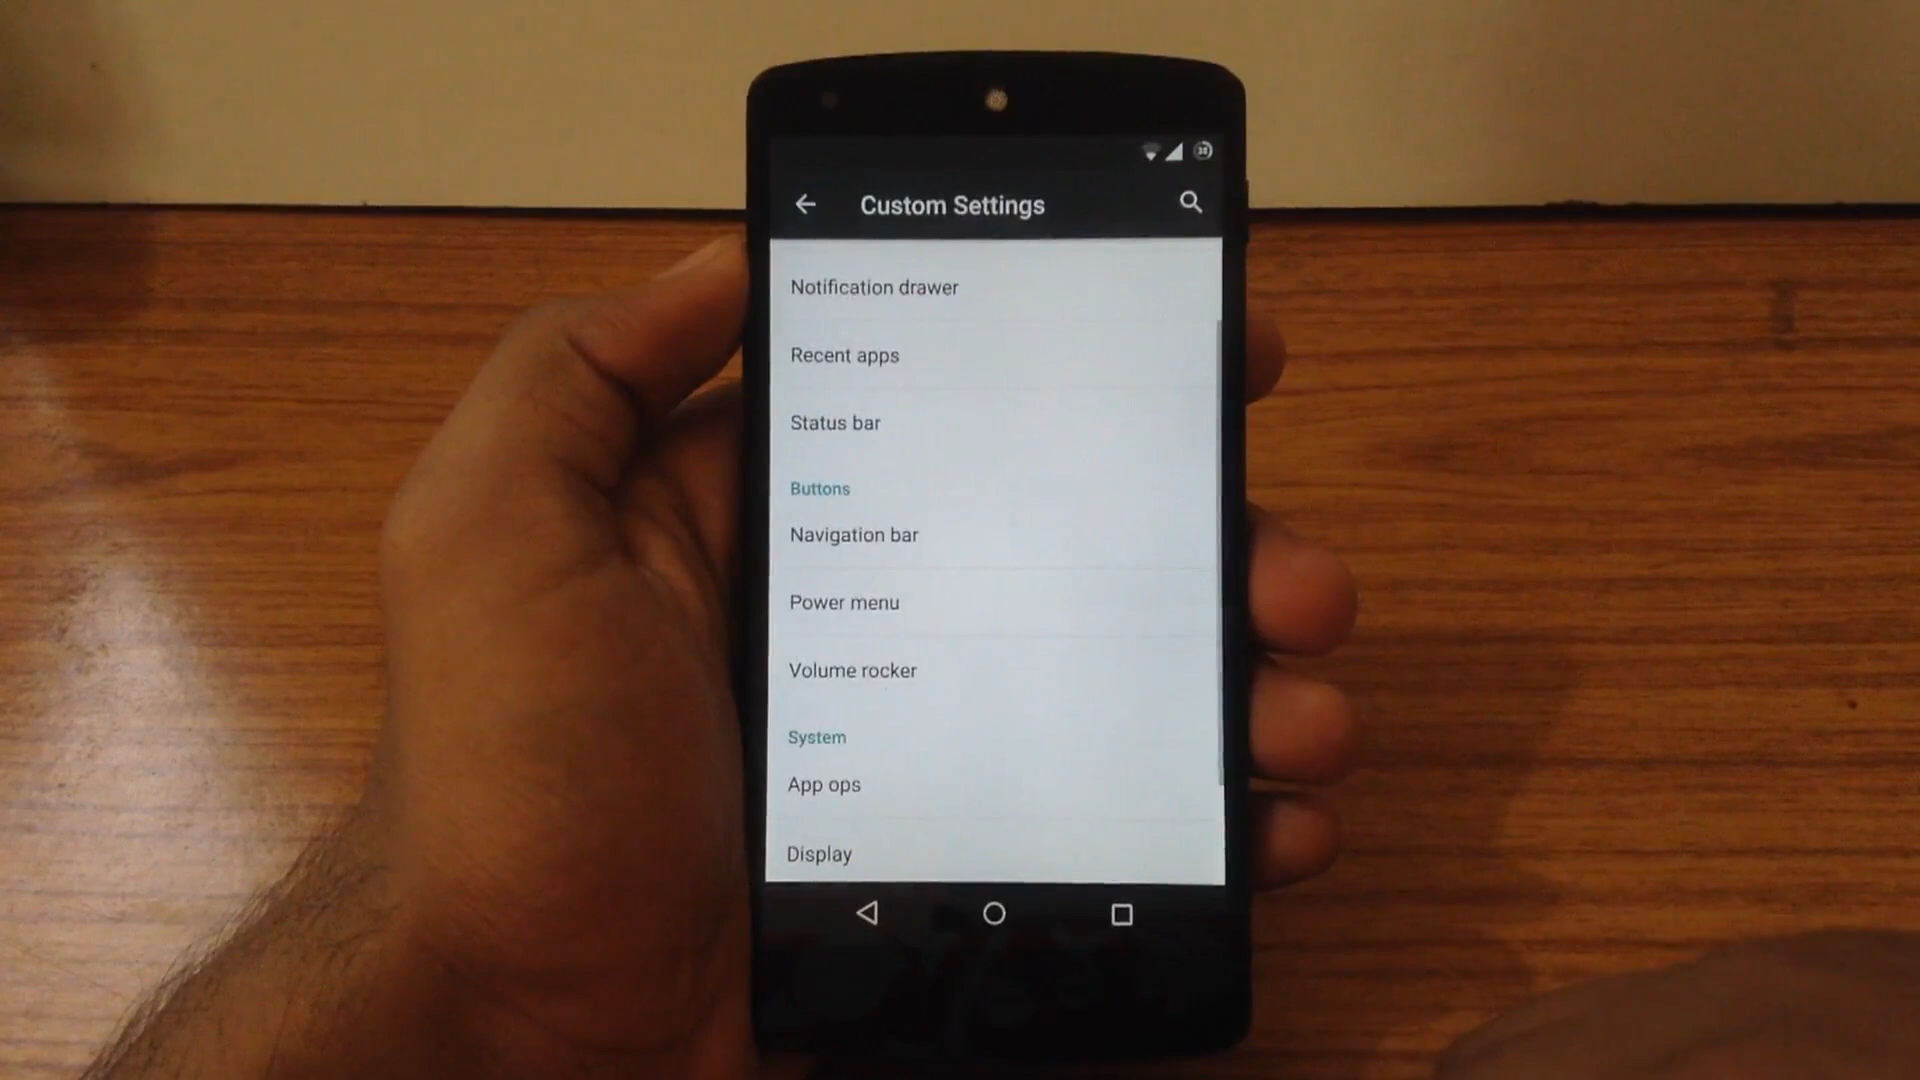 Custom Settings
Notification drawer
Recent apps
Status bar
Buttons
Navigation bar
Power menu
Volume rocker
System
App ops
Display